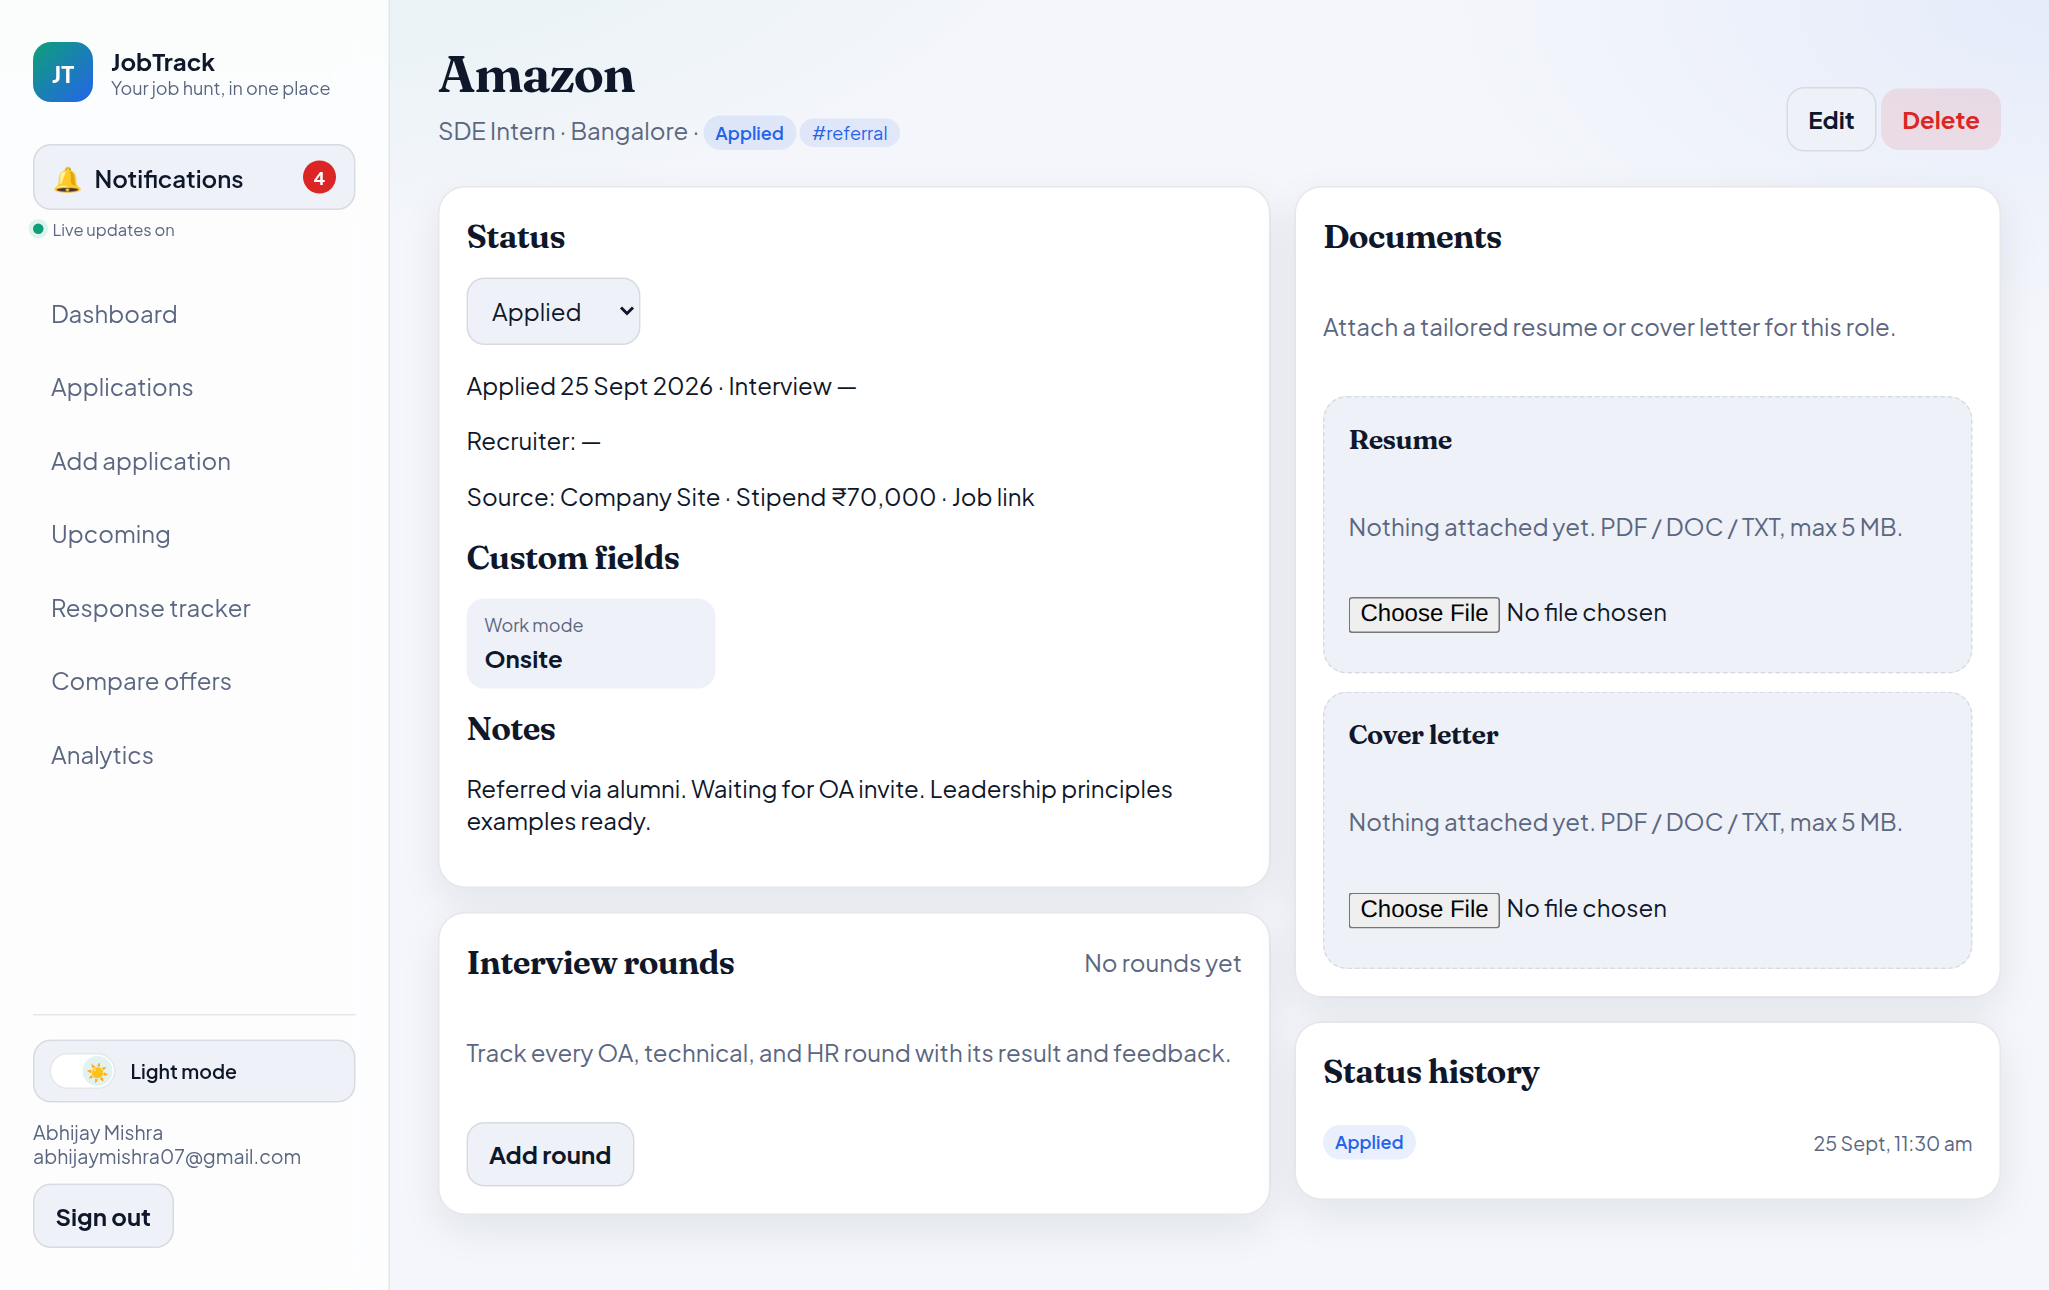 JT
JobTrack
Your job hunt, in one place
🔔 Notifications 4
Live updates on
Dashboard
Applications
Add application
Upcoming
Response tracker
Compare offers
Analytics
Light mode
Abhijay Mishra
abhijaymishra07@gmail.com
Sign out
Amazon
SDE Intern · Bangalore · Applied #referral
Edit
Delete
Status
Applied
Applied 25 Sept 2026 · Interview —
Recruiter: —
Source: Company Site · Stipend ₹70,000 · Job link
Custom fields
Work mode
Onsite
Notes
Referred via alumni. Waiting for OA invite. Leadership principles
examples ready.
Interview rounds
No rounds yet
Track every OA, technical, and HR round with its result and feedback.
Add round
Documents
Attach a tailored resume or cover letter for this role.
Resume
Nothing attached yet. PDF / DOC / TXT, max 5 MB.
Choose File No file chosen
Cover letter
Nothing attached yet. PDF / DOC / TXT, max 5 MB.
Choose File No file chosen
Status history
Applied
25 Sept, 11:30 am